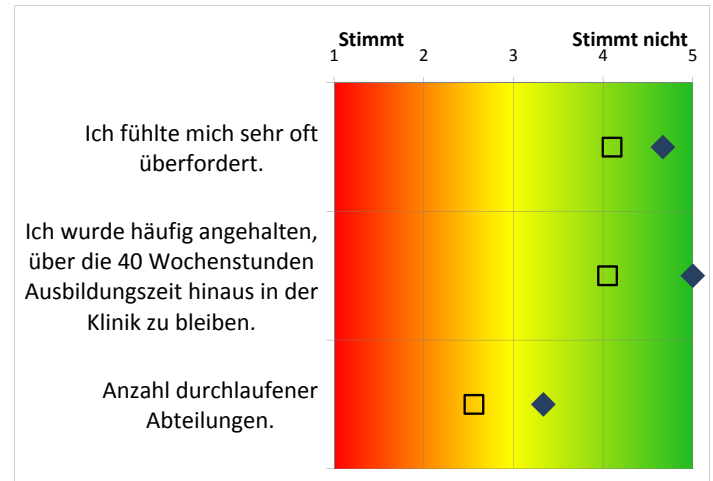 Stimmt Stimmt nicht
1 2 3 4 5
Ich fühlte mich sehr oft
überfordert.
Ich wurde häufig angehalten,
über die 40 Wochenstunden
Ausbildungszeit hinaus in der
Klinik zu bleiben.
Anzahl durchlaufener
Abteilungen.